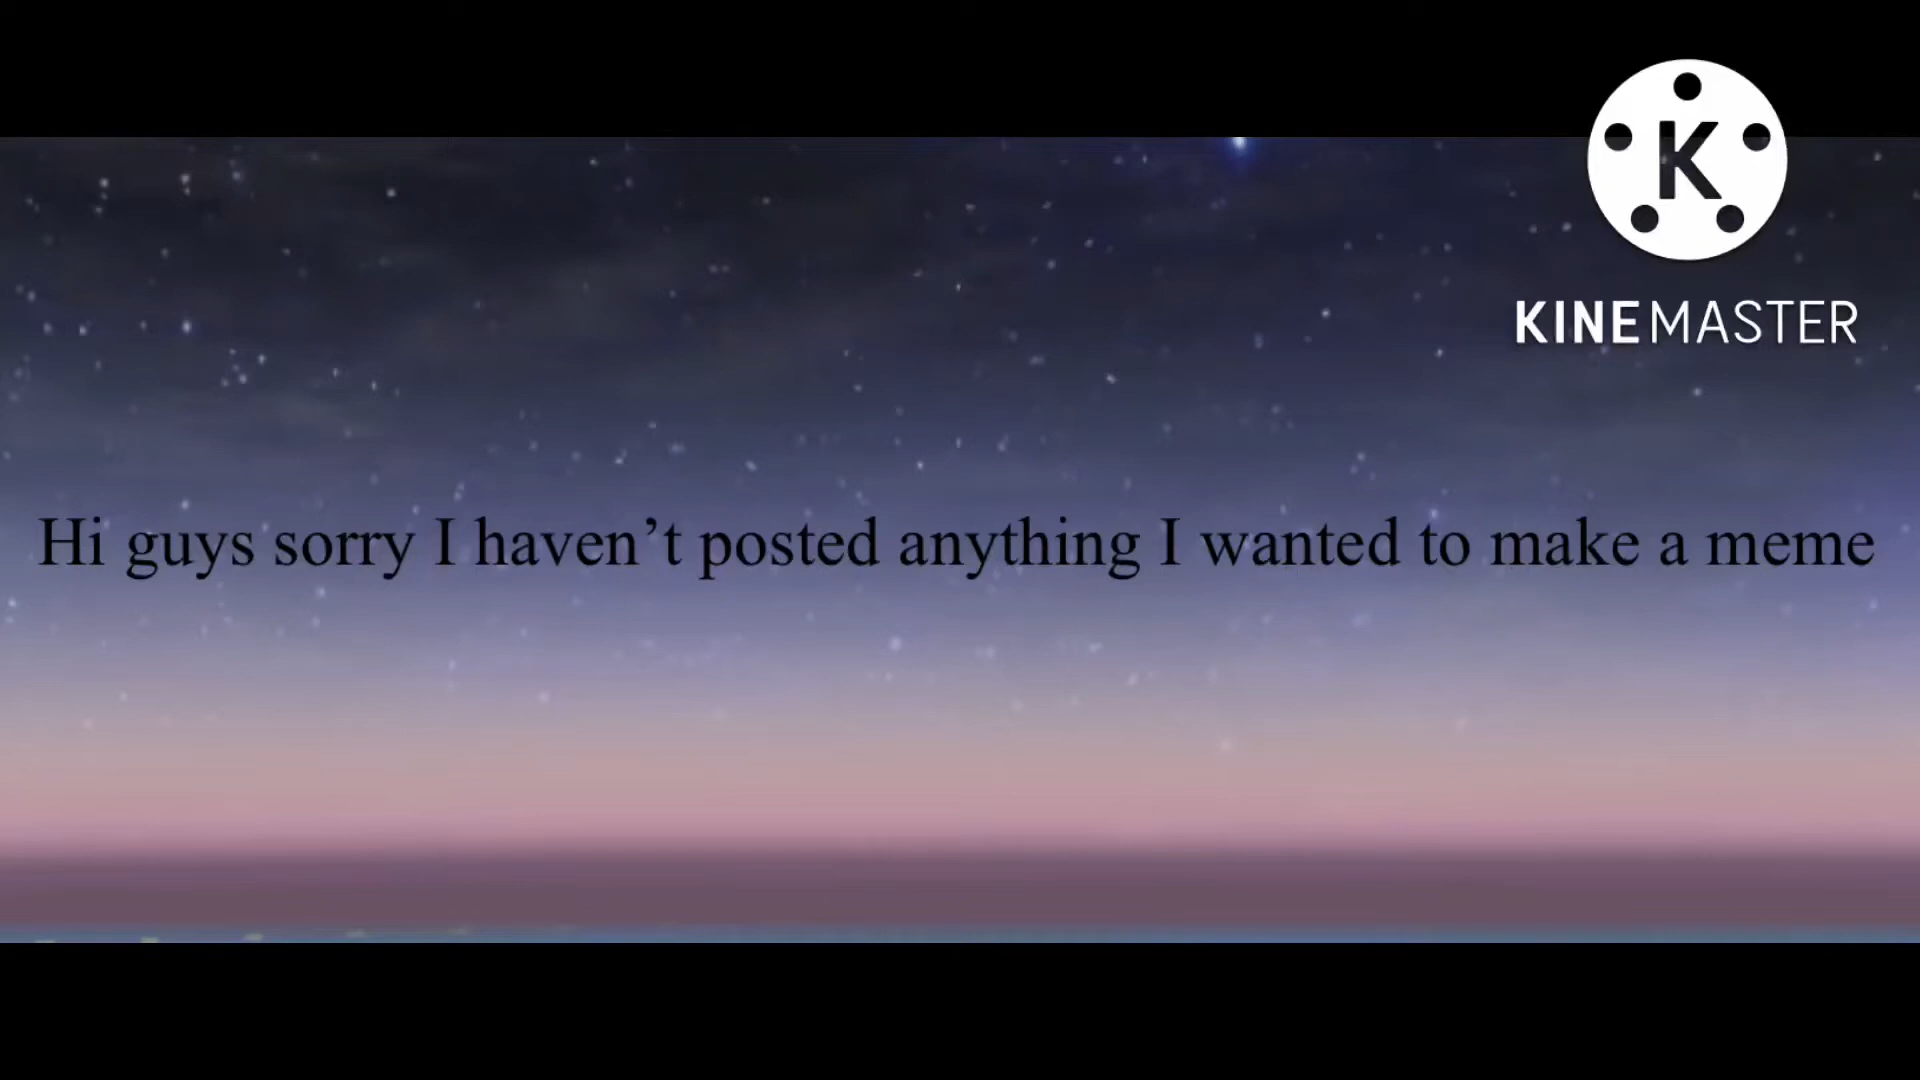 K
KINEMASTER
Hi guys sorry I haven’t posted anything I wanted to make a meme